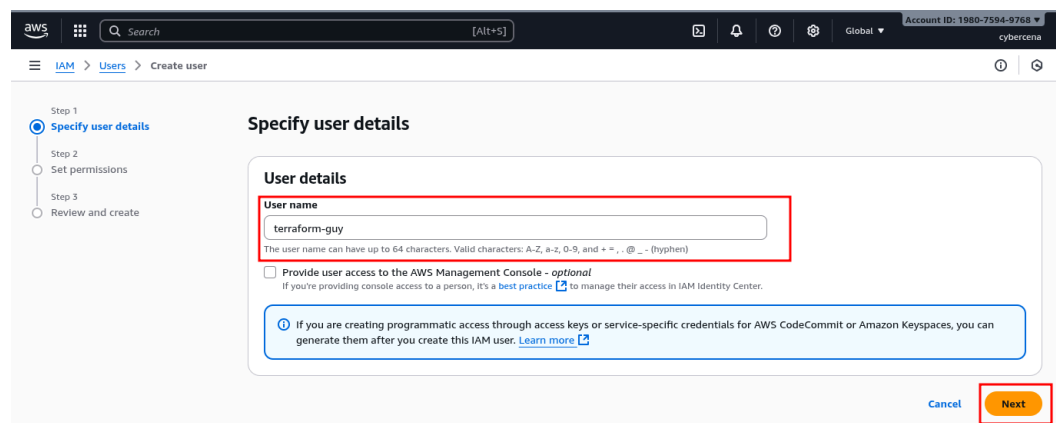 aws
Search
[Alt+S]
Global
Account ID: 1980-7594-9768
cybercena
IAM > Users > Create user
Step 1
Specify user details
Step 2
Set permissions
Step 3
Review and create
Specify user details
User details
User name
terraform-guy
The user name can have up to 64 characters. Valid characters: A-Z, a-z, 0-9, and + = , . @ _ - (hyphen)
Provide user access to the AWS Management Console - optional
If you're providing console access to a person, it's a best practice to manage their access in IAM Identity Center.
If you are creating programmatic access through access keys or service-specific credentials for AWS CodeCommit or Amazon Keyspaces, you can
generate them after you create this IAM user. Learn more
Cancel
Next